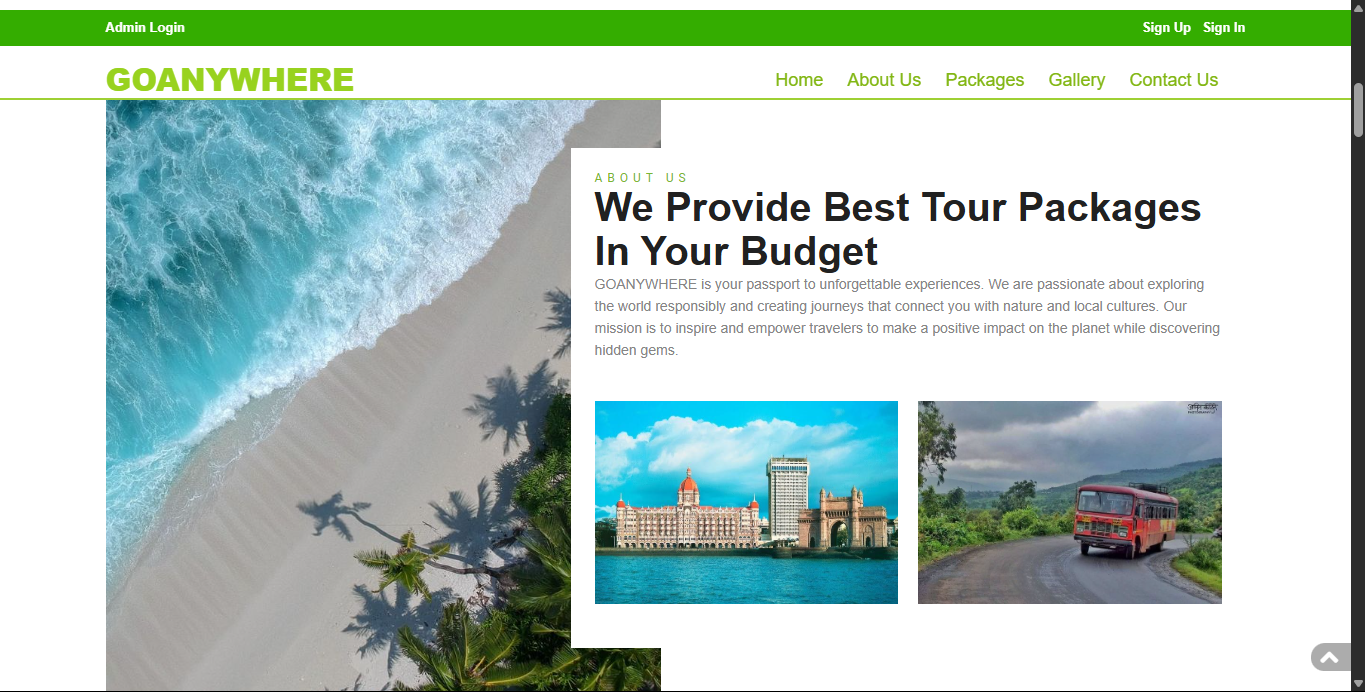 Admin Login
Sign Up
Sign In
GOANYWHERE
Home
About Us
Packages
Gallery
Contact Us
ABOUT US
We Provide Best Tour Packages
In Your Budget
GOANYWHERE is your passport to unforgettable experiences. We are passionate about exploring
the world responsibly and creating journeys that connect you with nature and local cultures. Our
mission is to inspire and empower travelers to make a positive impact on the planet while discovering
hidden gems.